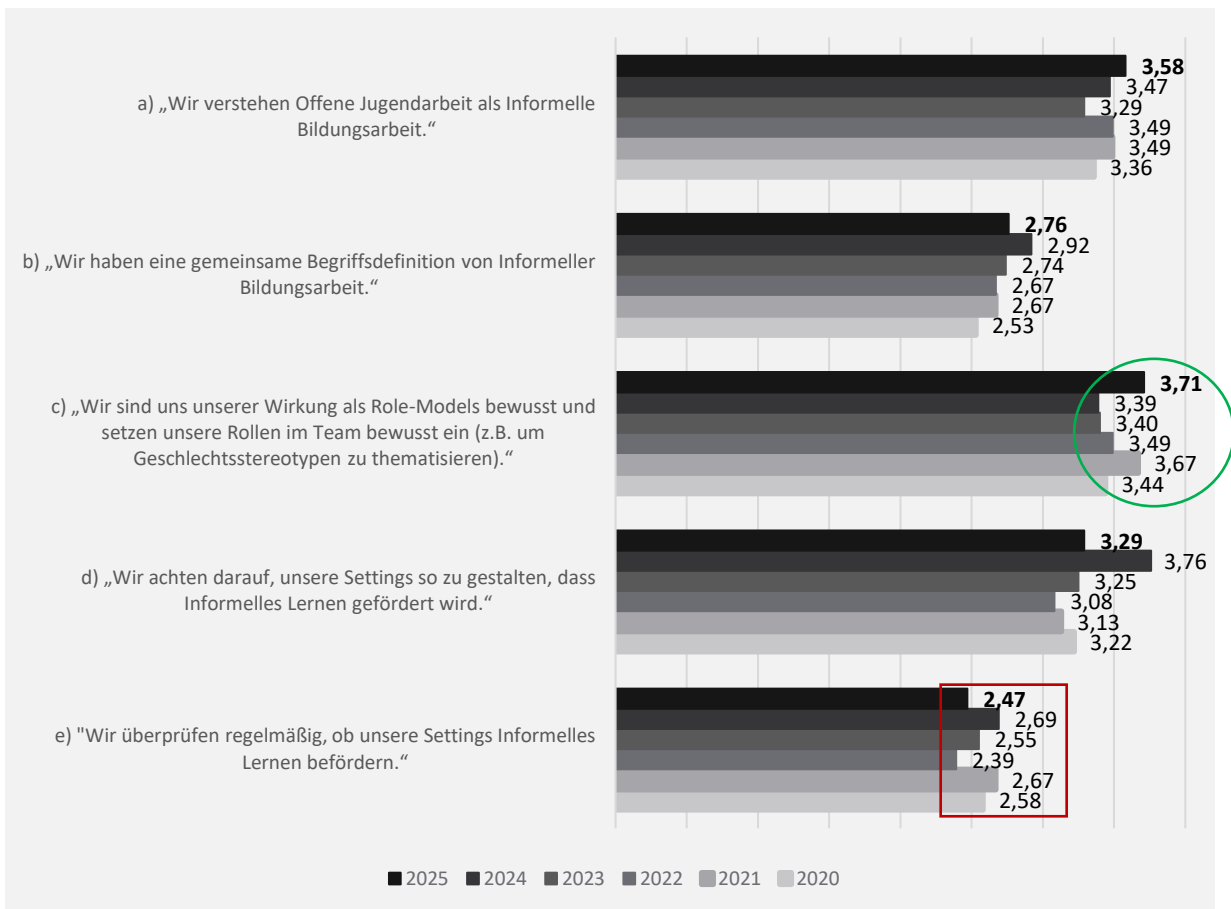 a) „Wir verstehen Offene Jugendarbeit als Informelle
Bildungsarbeit.“
3,58
3,47
3,29
3,49
3,49
3,36
b) „Wir haben eine gemeinsame Begriffsdefinition von Informeller
Bildungsarbeit.“
2,76
2,92
2,74
2,67
2,67
2,53
c) „Wir sind uns unserer Wirkung als Role-Models bewusst und
setzen unsere Rollen im Team bewusst ein (z.B. um
Geschlechtsstereotypen zu thematisieren).“
3,71
3,39
3,40
3,49
3,67
3,44
d) „Wir achten darauf, unsere Settings so zu gestalten, dass
Informelles Lernen gefördert wird.“
3,29
3,76
3,25
3,08
3,13
3,22
e) "Wir überprüfen regelmäßig, ob unsere Settings Informelles
Lernen befördern.“
2,47
2,69
2,55
2,39
2,67
2,58
2025 2024 2023 2022 2021 2020